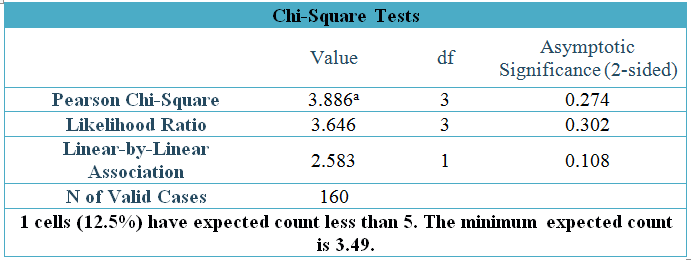 Chi-Square Tests
Value df Asymptotic
Significance (2-sided)
Pearson Chi-Square 3.886ᵃ 3 0.274
Likelihood Ratio 3.646 3 0.302
Linear-by-Linear
Association 2.583 1 0.108
N of Valid Cases 160
1 cells (12.5%) have expected count less than 5. The minimum expected count
is 3.49.